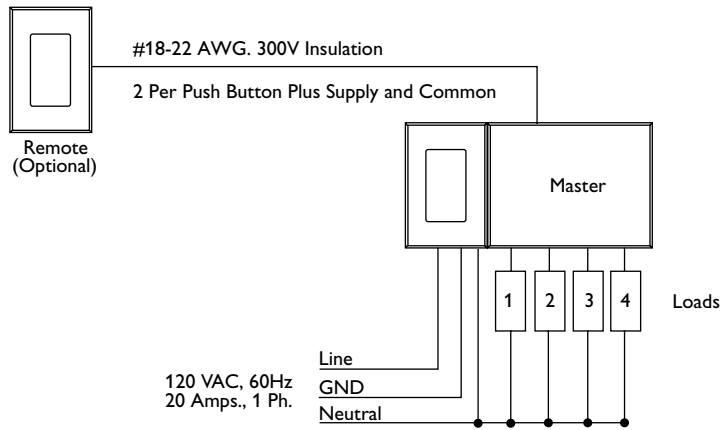 #18-22 AWG. 300V Insulation
2 Per Push Button Plus Supply and Common
Remote
(Optional)
Master
1 2 3 4 Loads
Line
120 VAC, 60Hz
20 Amps., 1 Ph.
GND
Neutral